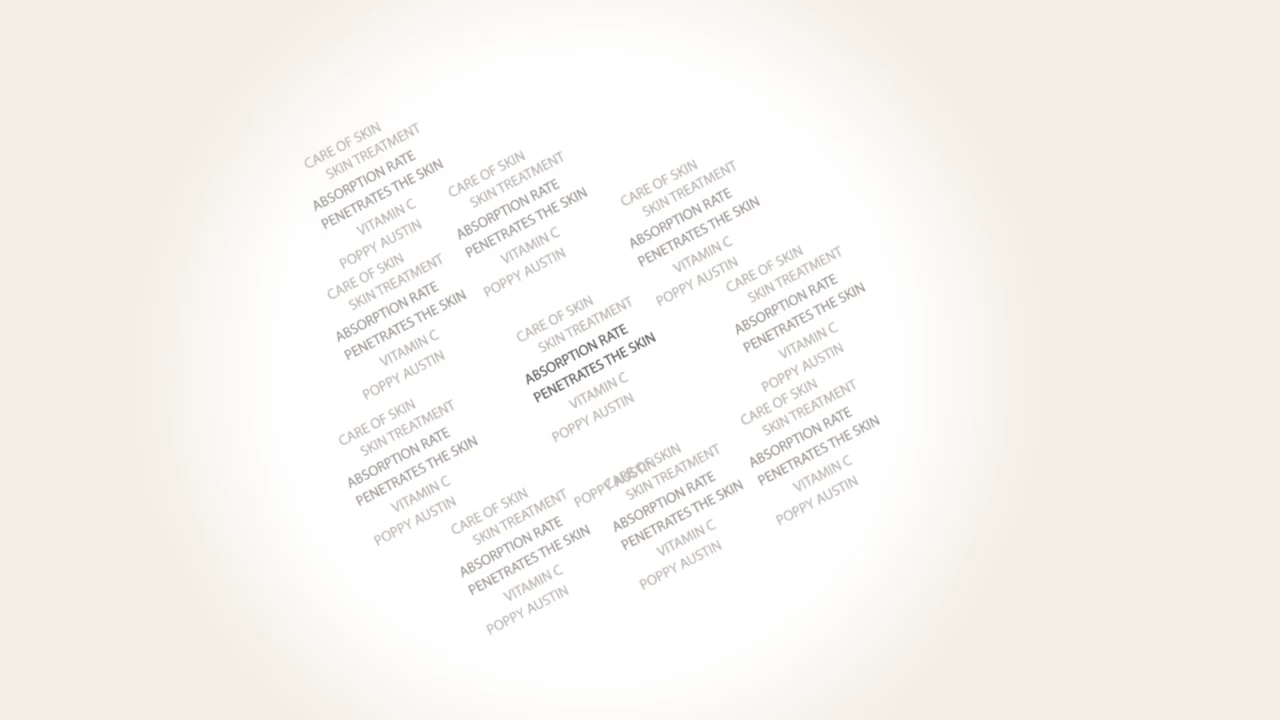 CARE OF SKIN
SKIN TREATMENT
ABSORPTION RATE
PENETRATES THE SKIN
VITAMIN C
POPPY AUSTIN
CARE OF SKIN
SKIN TREATMENT
ABSORPTION RATE
PENETRATES THE SKIN
VITAMIN C
POPPY AUSTIN
CARE OF SKIN
SKIN TREATMENT
ABSORPTION RATE
PENETRATES THE SKIN
VITAMIN C
POPPY AUSTIN
CARE OF SKIN
SKIN TREATMENT
ABSORPTION RATE
PENETRATES THE SKIN
VITAMIN C
POPPY AUSTIN
CARE OF SKIN
SKIN TREATMENT
ABSORPTION RATE
PENETRATES THE SKIN
VITAMIN C
POPPY AUSTIN
CARE OF SKIN
SKIN TREATMENT
ABSORPTION RATE
PENETRATES THE SKIN
VITAMIN C
POPPY AUSTIN
CARE OF SKIN
SKIN TREATMENT
ABSORPTION RATE
PENETRATES THE SKIN
VITAMIN C
POPPY AUSTIN
CARE OF SKIN
SKIN TREATMENT
ABSORPTION RATE
PENETRATES THE SKIN
VITAMIN C
POPPY AUSTIN
CARE OF SKIN
SKIN TREATMENT
ABSORPTION RATE
PENETRATES THE SKIN
VITAMIN C
POPPY AUSTIN
POPPY AUSTIN
CARE OF SKIN
SKIN TREATMENT
ABSORPTION RATE
PENETRATES THE SKIN
VITAMIN C
POPPY AUSTIN